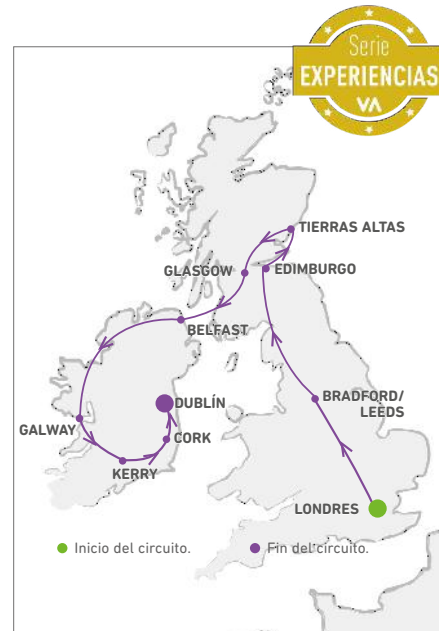 Serie
EXPERIENCIAS
VA
TIERRAS ALTAS
GLASGOW
EDIMBURGO
BELFAST
DUBLÍN
BRADFORD/
LEEDS
GALWAY
CORK
KERRY
LONDRES
Inicio del circuito.
Fin del circuito.